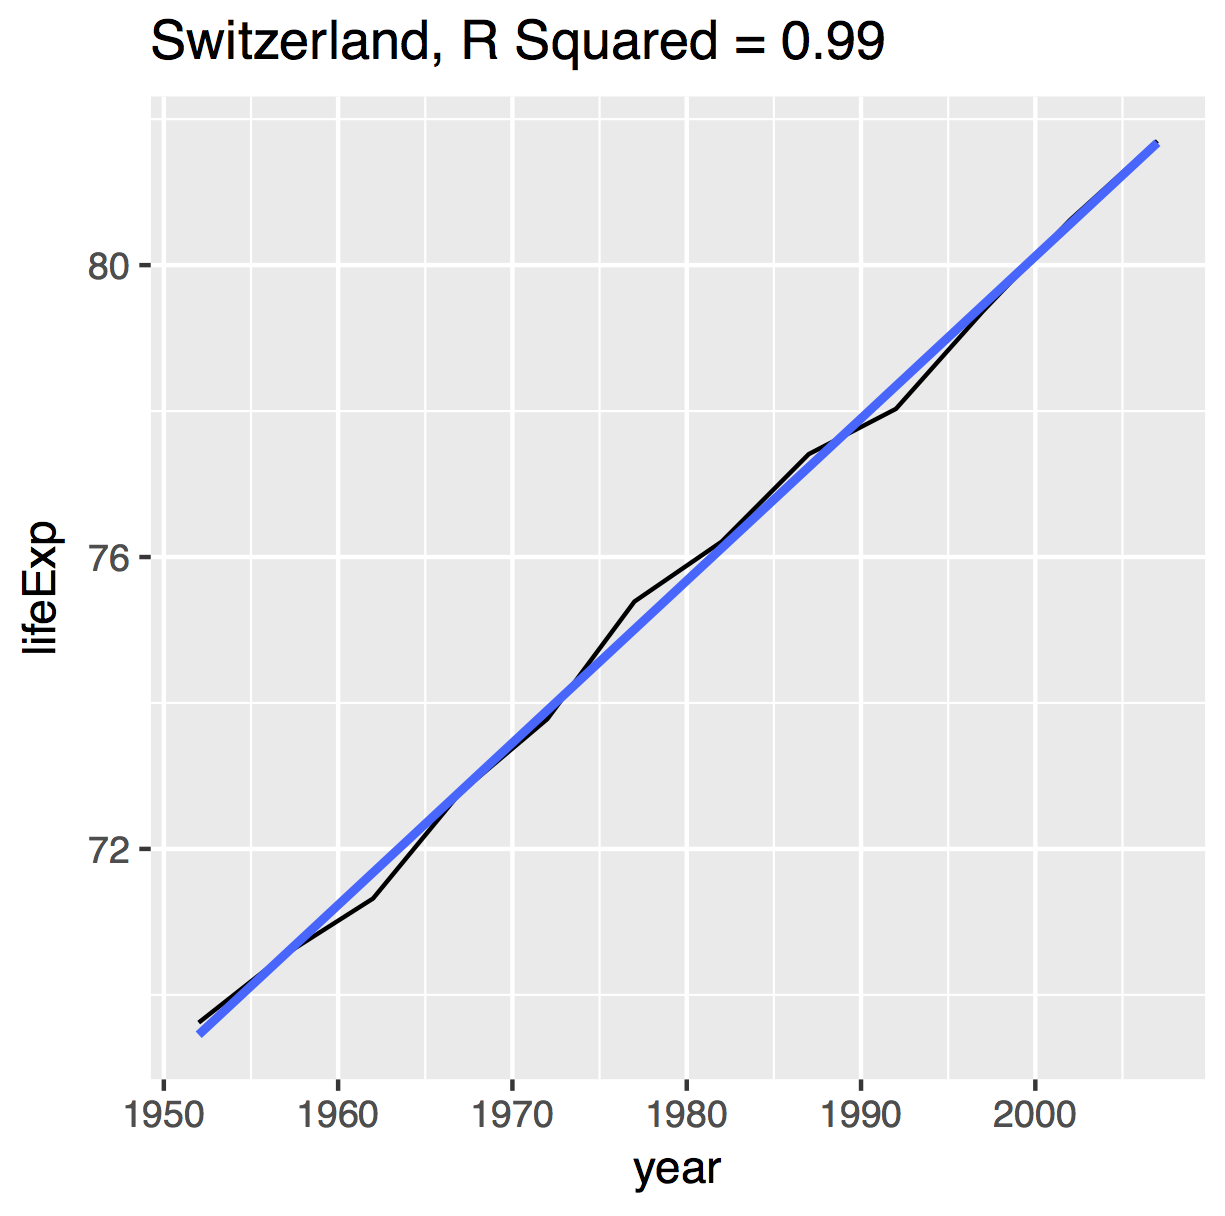 Switzerland, R Squared = 0.99
80
76
72
lifeExp
1950 1960 1970 1980 1990 2000
year